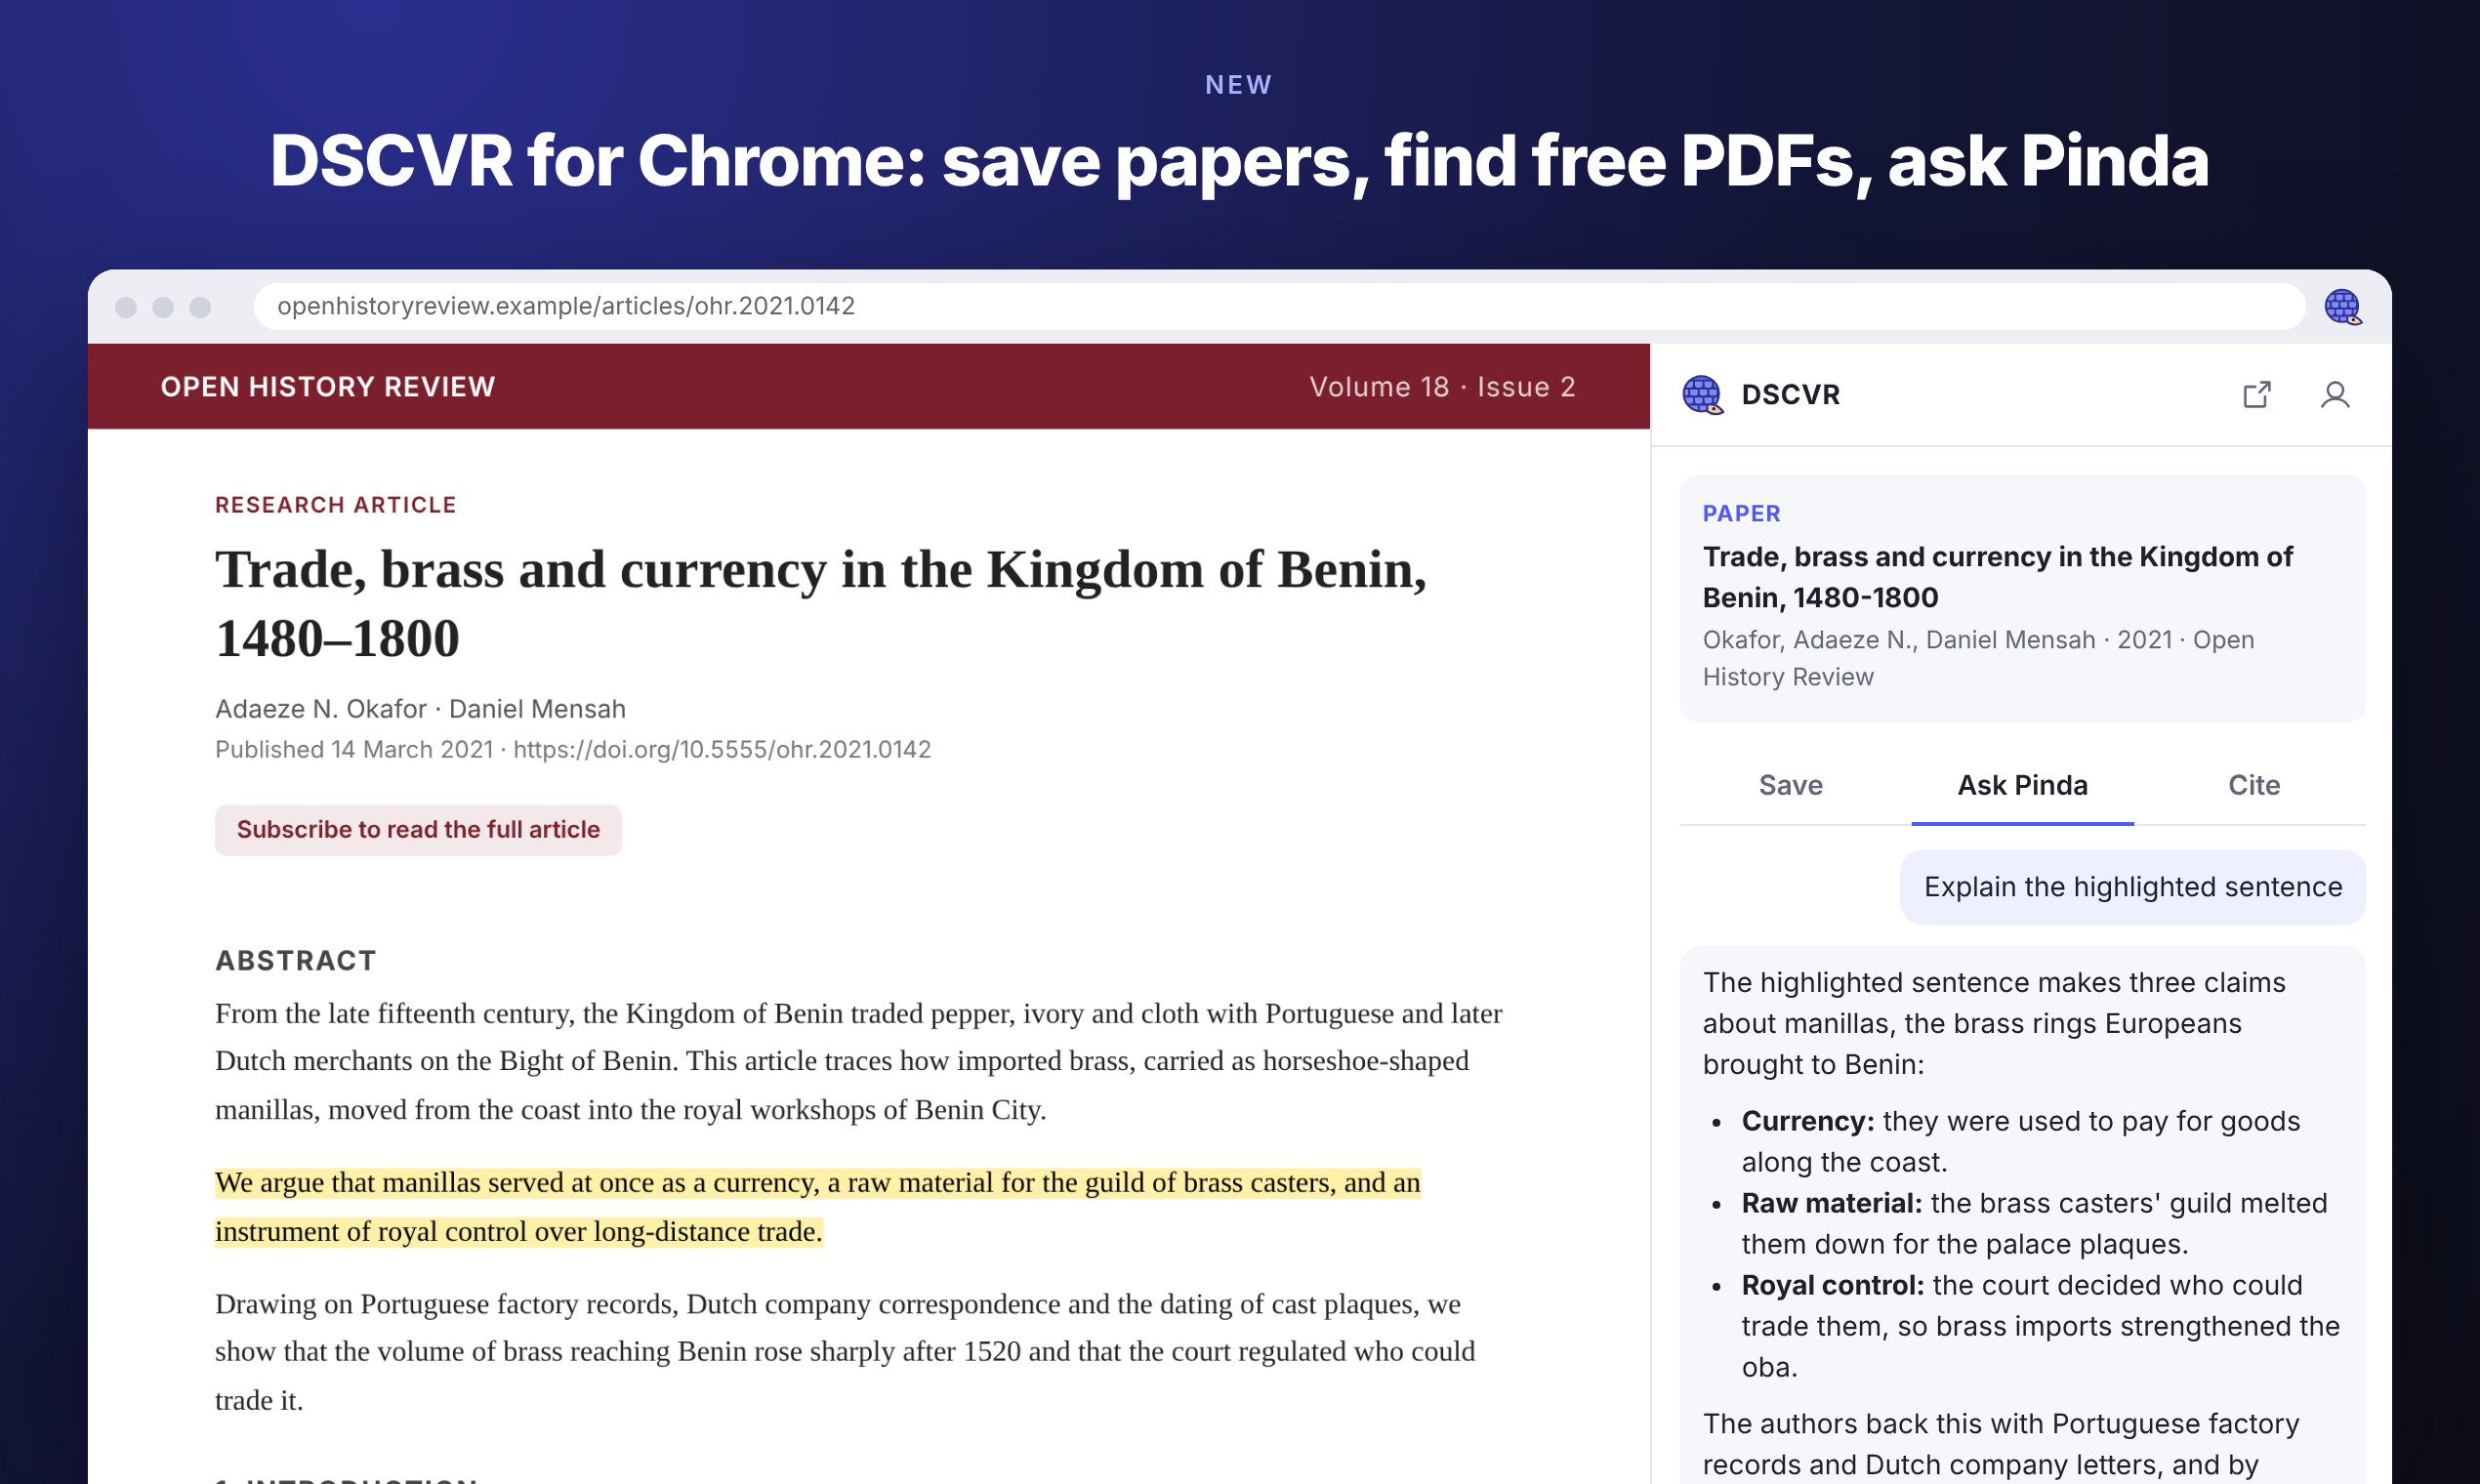 NEW
DSCVR for Chrome: save papers, find free PDFs, ask Pinda
openhistoryreview.example/articles/ohr.2021.0142
OPEN HISTORY REVIEW
Volume 18 · Issue 2
RESEARCH ARTICLE
Trade, brass and currency in the Kingdom of Benin,
1480–1800
Adaeze N. Okafor · Daniel Mensah
Published 14 March 2021 · https://doi.org/10.5555/ohr.2021.0142
Subscribe to read the full article
ABSTRACT
From the late fifteenth century, the Kingdom of Benin traded pepper, ivory and cloth with Portuguese and later
Dutch merchants on the Bight of Benin. This article traces how imported brass, carried as horseshoe-shaped
manillas, moved from the coast into the royal workshops of Benin City.
We argue that manillas served at once as a currency, a raw material for the guild of brass casters, and an
instrument of royal control over long-distance trade.
Drawing on Portuguese factory records, Dutch company correspondence and the dating of cast plaques, we
show that the volume of brass reaching Benin rose sharply after 1520 and that the court regulated who could
trade it.
1. INTRODUCTION
DSCVR
PAPER
Trade, brass and currency in the Kingdom of
Benin, 1480-1800
Okafor, Adaeze N., Daniel Mensah · 2021 · Open
History Review
Save
Ask Pinda
Cite
Explain the highlighted sentence
The highlighted sentence makes three claims
about manillas, the brass rings Europeans
brought to Benin:
• Currency: they were used to pay for goods
along the coast.
• Raw material: the brass casters' guild melted
them down for the palace plaques.
• Royal control: the court decided who could
trade them, so brass imports strengthened the
oba.
The authors back this with Portuguese factory
records and Dutch company letters, and by